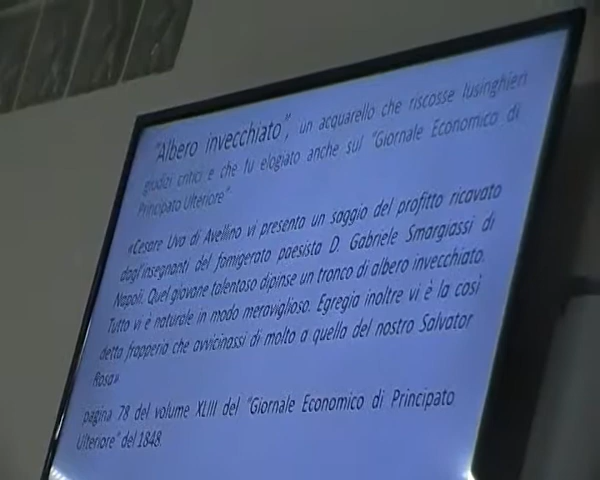 "Albero invecchiato", un acquarello che riscosse lusinghieri
giudizi critici e che fu elogiato anche sul "Giornale Economico di
Principato Ulteriore".
«Cesare Uva di Avellino vi presenta un saggio del profitto ricavato
dagl'insegnanti del famigerato paesista D. Gabriele Smargiassi di
Napoli. Quel giovane talentoso dipinse un tronco di albero invecchiato.
Tutto vi è naturale in modo meraviglioso. Egregia inoltre vi è la così
detta frapperia che avvicinassi di molto a quella del nostro Salvator
Rosa»
pagina 78 del volume XLIII del "Giornale Economico di Principato
Ulteriore" del 1848.